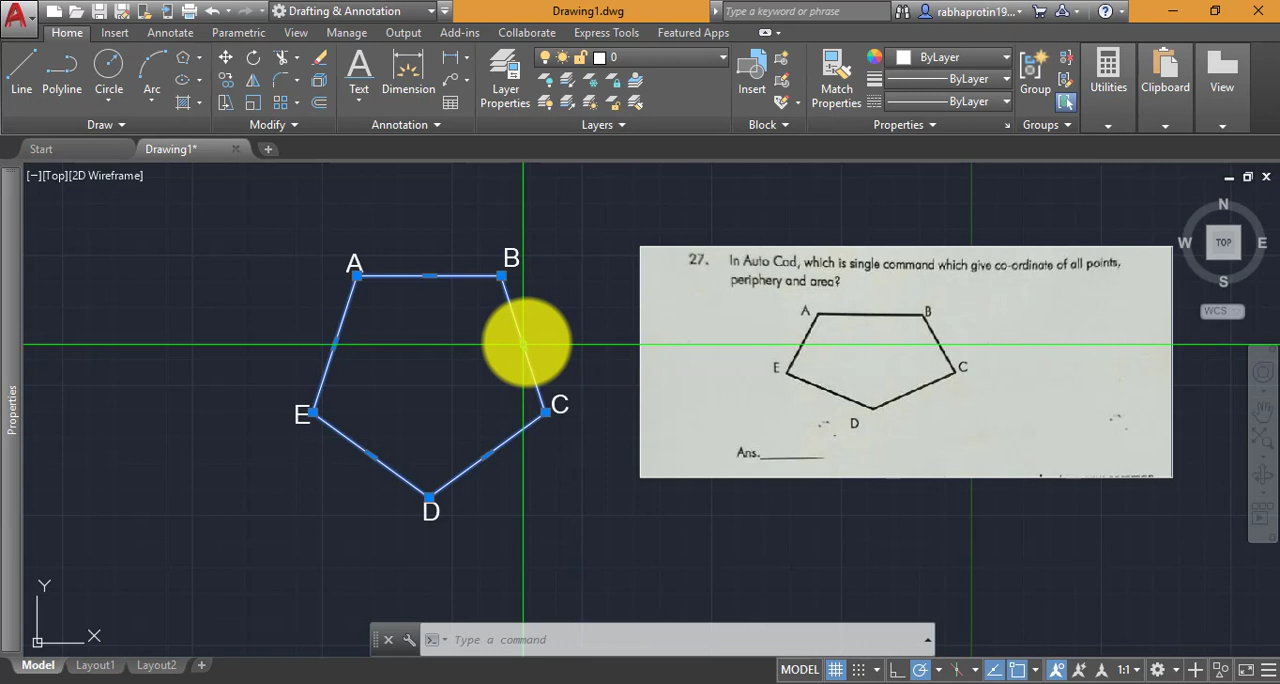 Drafting & Annotation
Drawing1.dwg
Type a keyword or phrase
rabhaprotin19...
Home
Insert
Annotate
Parametric
View
Manage
Output
Add-ins
Collaborate
Express Tools
Featured Apps
0
ByLayer
ByLayer
ByLayer
Line
Polyline
Circle
Arc
Text
Dimension
Layer
Properties
Insert
Match
Properties
Group
Utilities
Clipboard
View
Draw
Modify
Annotation
Layers
Block
Properties
Groups
Start
Drawing1*
[−][Top][2D Wireframe]
N
W
TOP
E
S
WCS
A
B
C
D
E
27. In Auto Cad, which is single command which give co-ordinate of all points,
periphery and area?
A
B
E
C
D
Ans.
Properties
Y
X
Type a command
Model
Layout1
Layout2
MODEL
1:1